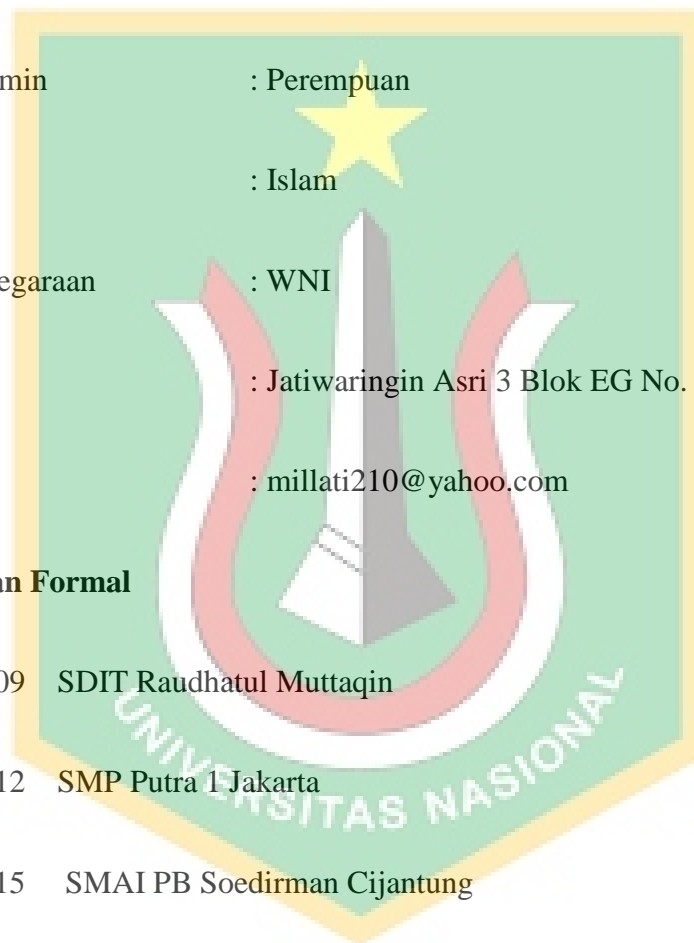 min : Perempuan
: Islam
egaraan : WNI
: Jatiwaringin Asri 3 Blok EG No.
: millati210@yahoo.com
an Formal
09 SDIT Raudhatul Muttaqin
12 SMP Putra 1 Jakarta
15 SMAI PB Soedirman Cijantung
UNIVERSITAS NASIONAL